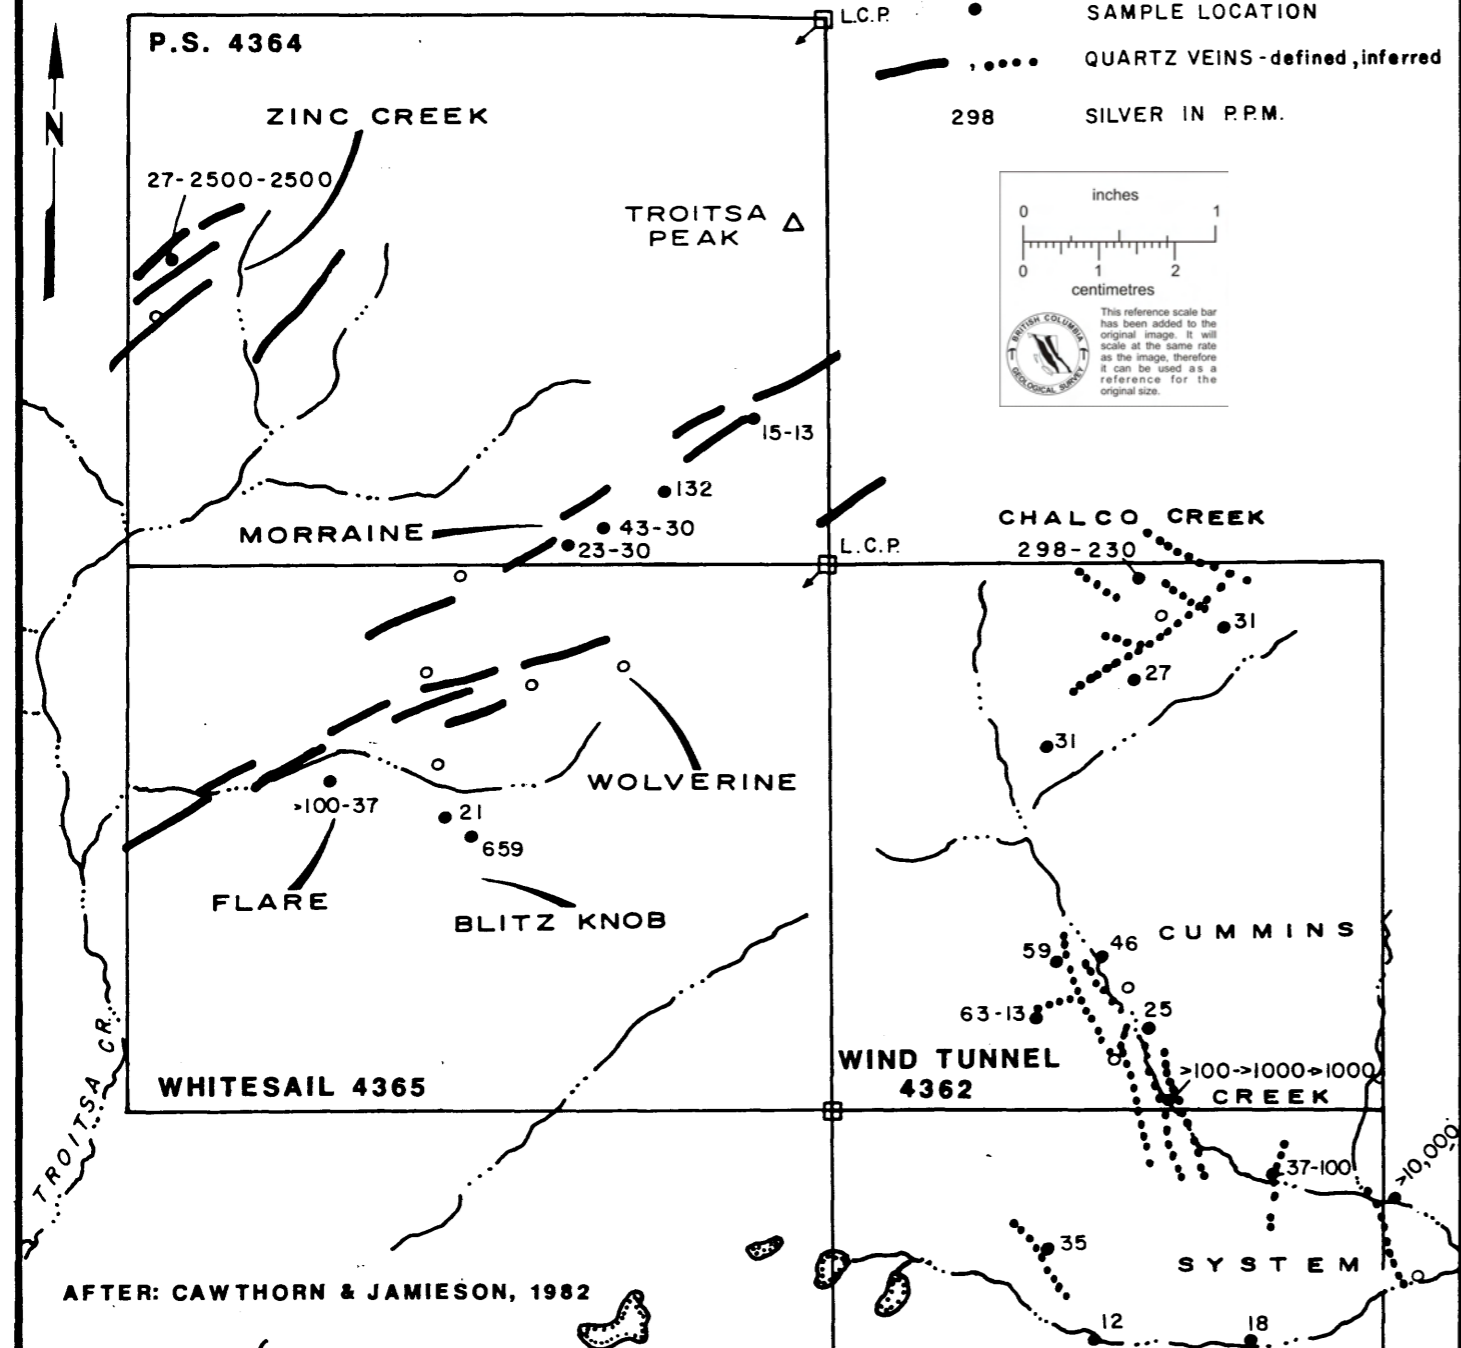 L.C.P.
SAMPLE LOCATION
P.S. 4364
, QUARTZ VEINS - defined, inferred
N
ZINC CREEK
298 SILVER IN P.P.M.
27-2500-2500
TROITSA
PEAK
inches
0 1
0 1 2
centimetres
BRITISH COLUMBIA
GEOLOGICAL SURVEY
This reference scale bar
has been added to the
original image. It will
scale at the same rate
as the image, therefore
it can be used as a
reference for the
original size.
15-13
132
MORRAINE
43-30
23-30
L.C.P.
CHALCO CREEK
298-230
31
27
31
WOLVERINE
>100-37
21
659
FLARE
BLITZ KNOB
CUMMINS
59
46
63-13
25
WIND TUNNEL
4362
>100->1000->1000
CREEK
WHITESAIL 4365
TROITSA CR.
37-100
>10,000
35
SYSTEM
AFTER: CAWTHORN & JAMIESON, 1982
12
18